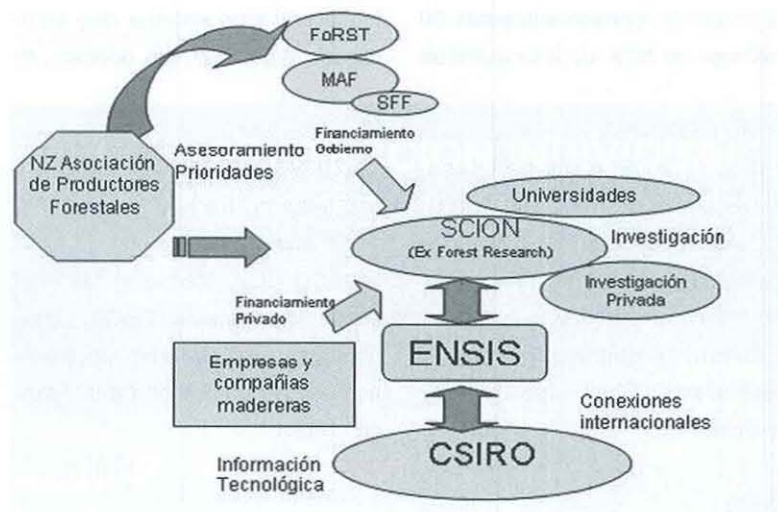 FoRST
MAF
SFF
Financiamiento
Gobierno
Asesoramiento
Prioridades
NZ Asociación
de Productores
Forestales
Universidades
SCION
(Ex Forest Research)
Investigación
Investigación
Privada
Financiamiento
Privado
ENSIS
Empresas y
compañias
madereras
Conexiones
internacionales
CSIRO
Información
Tecnológica